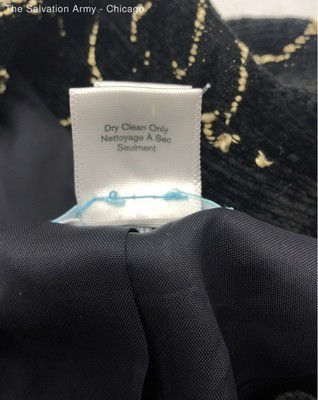 The Salvation Army - Chicago
Dry Clean Only
Nettoyage À Sec
Seulment